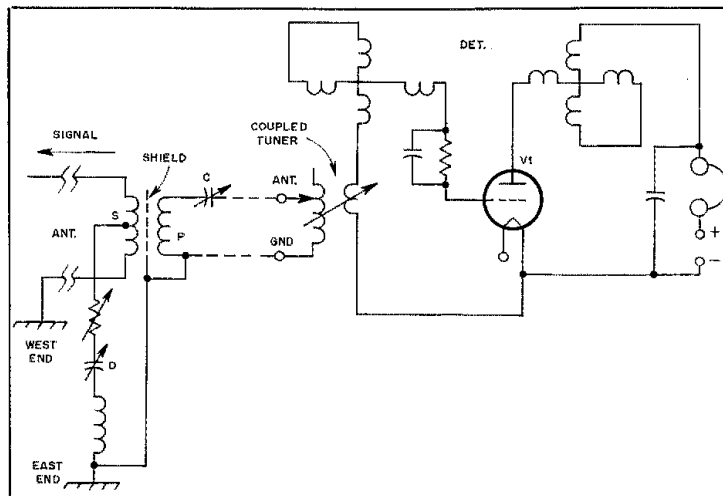 DET.
COUPLED
TUNER
SIGNAL
SHIELD
C
ANT.
V1
S
P
ANT.
GND
+
-
WEST
END
D
EAST
END